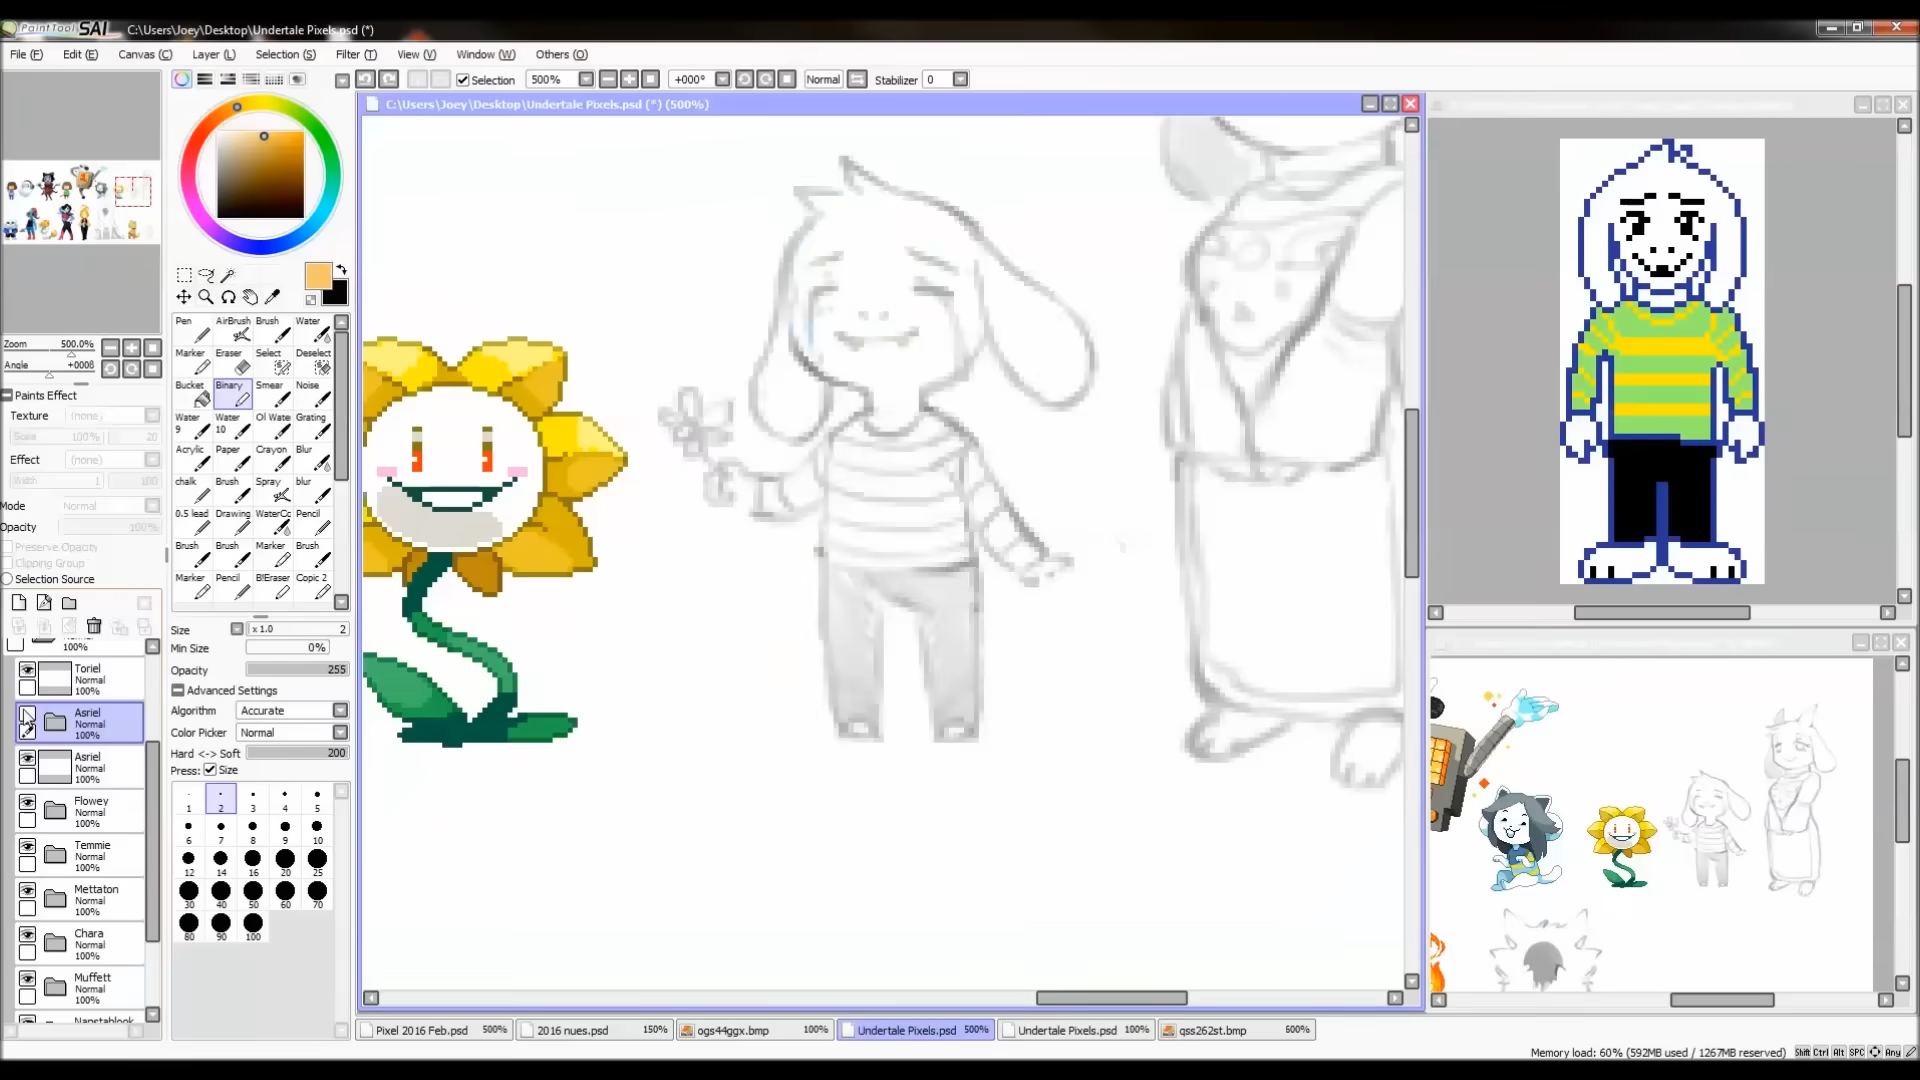 PaintTool SAI C:\Users\Joey\Desktop\Undertale Pixels.psd (*)
File (F) Edit (E) Canvas (C) Layer (L) Selection (S) Filter (T) View (V) Window (W) Others (O)
Selection 500% +000° Normal Stabilizer 0
C:\Users\Joey\Desktop\Undertale Pixels.psd (*) (500%)
Zoom 500.0%
Angle +000ß
Paints Effect
Texture (none)
Scale 100% 20
Effect (none)
Width 1 100
Mode Normal
Opacity 100%
Preserve Opacity
Clipping Group
Selection Source
100%
Toriel
Normal
100%
Asriel
Normal
100%
Asriel
Normal
100%
Flowey
Normal
100%
Temmie
Normal
100%
Mettaton
Normal
100%
Chara
Normal
100%
Muffett
Normal
100%
Napstablook
Pen AirBrush Brush Water
Marker Eraser Select Deselect
Bucket Binary Smear Noise
Water 9 Water 10 Oil Wate Grating
Acrylic Paper Crayon Blur
chalk Brush Spray blur
0.5 lead Drawing WaterCo Pencil
Brush Brush Marker Brush
Marker Pencil B!Eraser Copic 2
Size x 1.0 2
Min Size 0%
Opacity 255
Advanced Settings
Algorithm Accurate
Color Picker Normal
Hard <-> Soft 200
Press: Size
1 2 3 4 5
6 7 8 9 10
12 14 16 20 25
30 40 50 60 70
80 90 100
Pixel 2016 Feb.psd 500% 2016 nues.psd 150% ogs44ggx.bmp 100% Undertale Pixels.psd 500% Undertale Pixels.psd 100% qss262st.bmp 600%
Memory load: 60% (592MB used / 1267MB reserved) Shift Ctrl Alt SPC Any